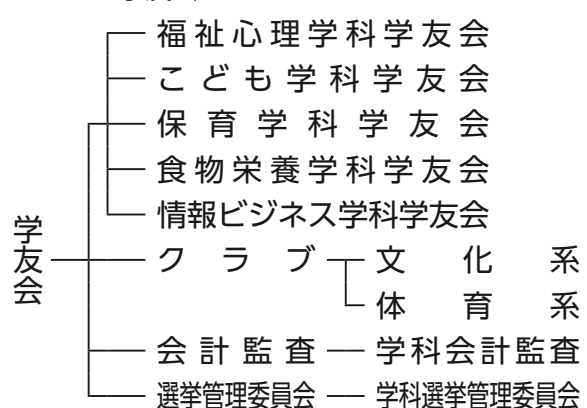 福祉心理学科学友会
こども学科学友会
保育学科学友会
食物栄養学科学友会
情報ビジネス学科学友会
学友会
クラブ 文化系
体育系
会計監査 学科会計監査
選挙管理委員会 学科選挙管理委員会